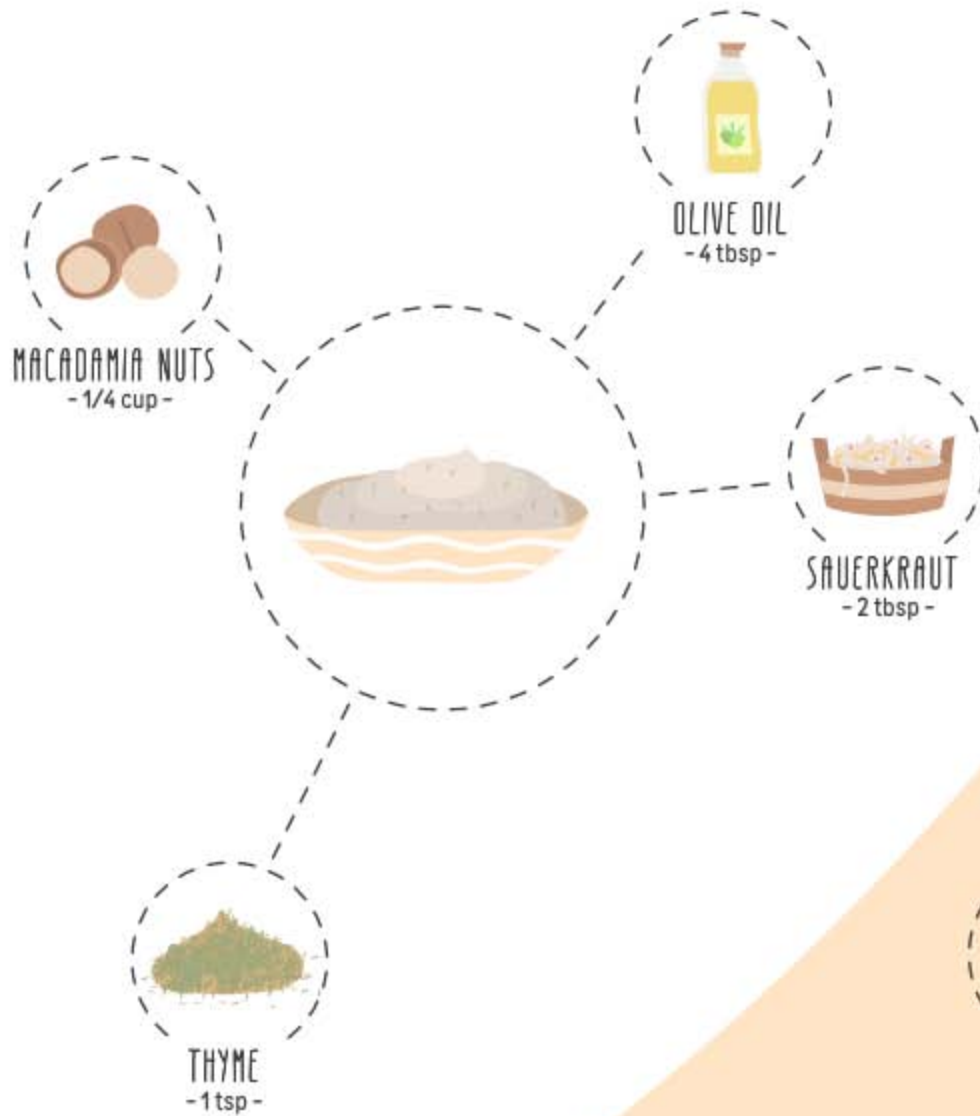 OLIVE OIL
- 4 tbsp -
MACADAMIA NUTS
- 1/4 cup -
SAUERKRAUT
- 2 tbsp -
THYME
- 1 tsp -